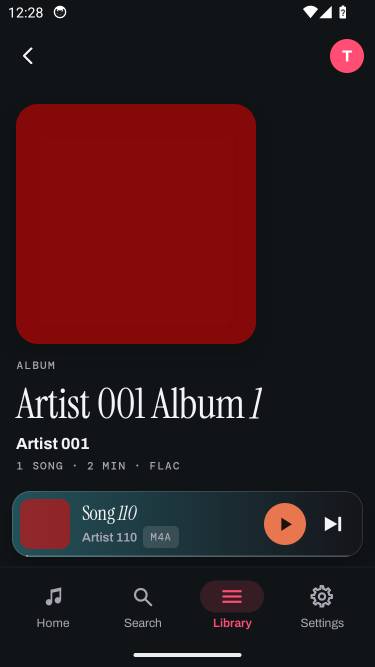 12:28
T
ALBUM
Artist 001 Album 1
Artist 001
1 SONG · 2 MIN · FLAC
Song 110
Artist 110 M4A
Home Search Library Settings